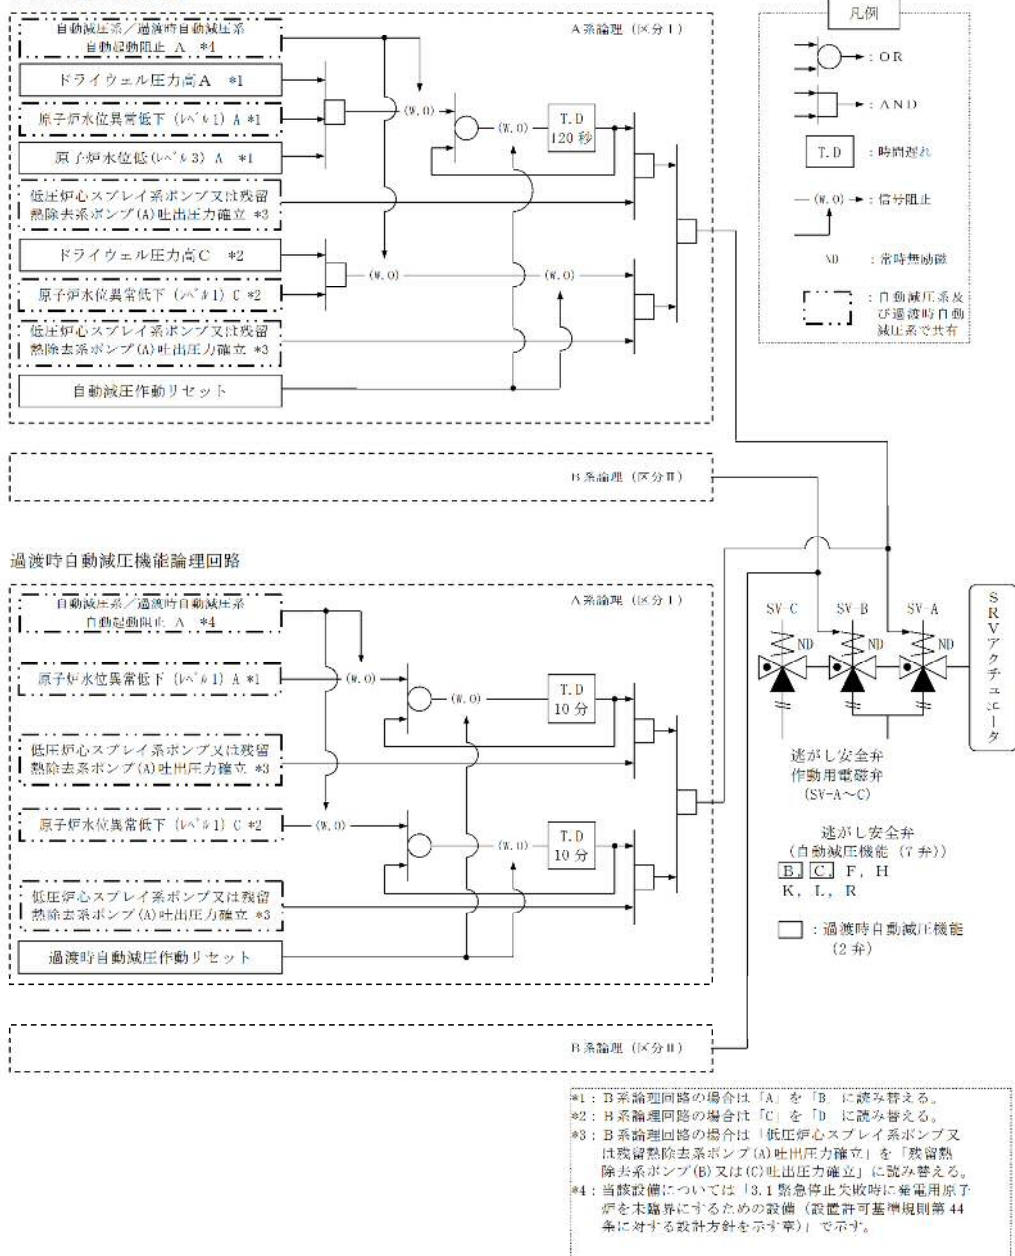 自動減圧系／過渡時自動減圧系
自動起動阻止 A *4
A系論理（区分Ⅰ）
ドライウェル圧力高A *1
原子炉水位異常低下（ﾚﾍﾞﾙ1）A *1
原子炉水位低(ﾚﾍﾞﾙ3) A *1
低圧炉心スプレイ系ポンプ又は残留
熱除去系ポンプ(A)吐出圧力確立 *3
ドライウェル圧力高C *2
原子炉水位異常低下（ﾚﾍﾞﾙ1）C *2
低圧炉心スプレイ系ポンプ又は残留
熱除去系ポンプ(A)吐出圧力確立 *3
自動減圧作動リセット
(W.O)
(W.O)
T.D
120秒
(W.O)
(W.O)
凡例
：OR
：AND
T.D
：時間遅れ
(W.O)
：信号阻止
ND
：常時無励磁
：自動減圧系及
び過渡時自動
減圧系で共有
B系論理（区分Ⅱ）
過渡時自動減圧機能論理回路
自動減圧系／過渡時自動減圧系
自動起動阻止 A *4
A系論理（区分Ⅰ）
原子炉水位異常低下（ﾚﾍﾞﾙ1）A *1
低圧炉心スプレイ系ポンプ又は残留
熱除去系ポンプ(A)吐出圧力確立 *3
原子炉水位異常低下（ﾚﾍﾞﾙ1）C *2
低圧炉心スプレイ系ポンプ又は残留
熱除去系ポンプ(A)吐出圧力確立 *3
過渡時自動減圧作動リセット
(W.O)
(W.O)
T.D
10分
(W.O)
(W.O)
T.D
10分
SV-C
SV-B
SV-A
ND
ND
ND
SRVアクチュエータ
逃がし安全弁
作動用電磁弁
(SV-A～C)
逃がし安全弁
(自動減圧機能（7弁）)
B, C, F, H
K, L, R
：過渡時自動減圧機能
(2弁)
B系論理（区分Ⅱ）
*1：B系論理回路の場合は「A」を「B」に読み替える。
*2：B系論理回路の場合は「C」を「D」に読み替える。
*3：B系論理回路の場合は「低圧炉心スプレイ系ポンプ又
は残留熱除去系ポンプ(A)吐出圧力確立」を「残留熱
除去系ポンプ(B)又は(C)吐出圧力確立」に読み替える。
*4：当該設備については「3.1 緊急停止失敗時に発電用原子
炉を未臨界にするための設備（設置許可基準規則第44
条に対する設計方針を示す章）」で示す。